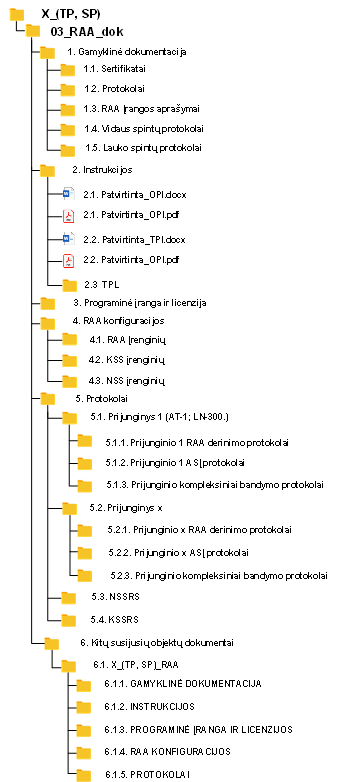 X_(TP, SP)
03_RAA_dok
1. Gamyklinė dokumentacija
1.1. Sertifikatai
1.2. Protokolai
1.3. RAA įrangos aprašymai
1.4. Vidaus spintų protokolai
1.5. Lauko spintų protokolai
2. Instrukcijos
2.1. Patvirtinta_OPI.docx
2.1. Patvirtinta_OPI.pdf
2.2. Patvirtinta_TPI.docx
2.2. Patvirtinta_OPI.pdf
2.3 TPL
3. Programinė įranga ir licenzija
4. RAA konfiguracijos
4.1. RAA įrenginių
4.2. KSS įrenginių
4.3. NSS įrenginių
5. Protokolai
5.1. Prijunginys 1 (AT-1; LN-300.)
5.1.1. Prijunginio 1 RAA derinimo protokolai
5.1.2. Prijunginio 1 ASĮ protokolai
5.1.3. Prijunginio kompleksiniai bandymo protokolai
5.2. Prijunginys x
5.2.1. Prijunginio x RAA derinimo protokolai
5.2.2. Prijunginio x ASĮ protokolai
5.2.3. Prijunginio kompleksiniai bandymo protokolai
5.3. NSSRS
5.4. KSSRS
6. Kitų susijusių objektų dokumentai
6.1. X_(TP, SP)_RAA
6.1.1. GAMYKLINĖ DOKUMENTACIJA
6.1.2. INSTRUKCIJOS
6.1.3. PROGRAMINĖ ĮRANGA IR LICENZIJOS
6.1.4. RAA KONFIGURACIJOS
6.1.5. PROTOKOLAI